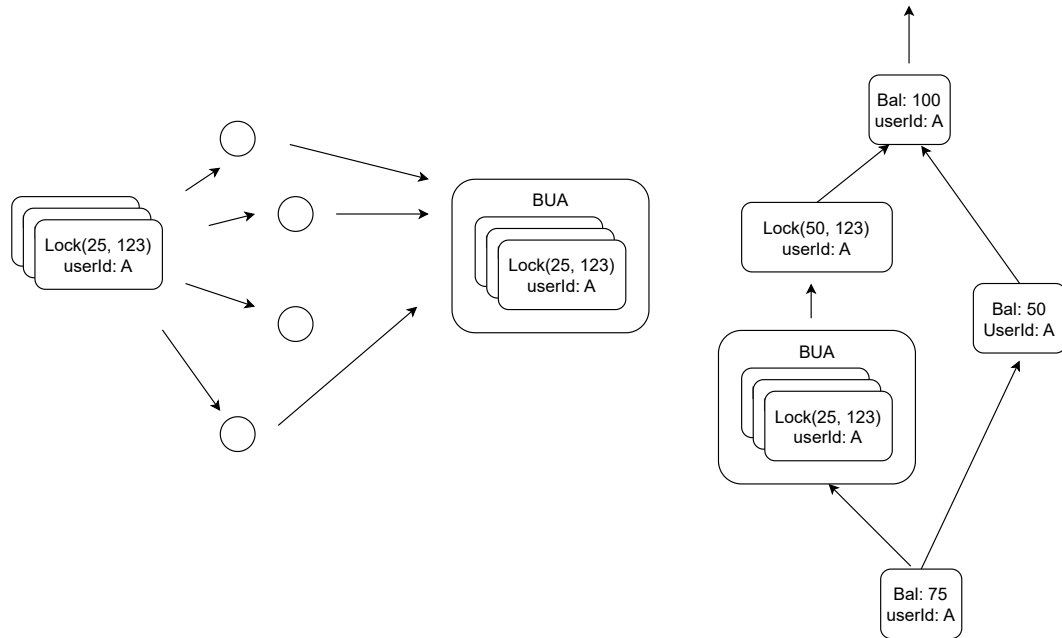 Lock(25, 123)
userId: A
BUA
Lock(25, 123)
userId: A
Bal: 100
userId: A
Lock(50, 123)
userId: A
Bal: 50
UserId: A
BUA
Lock(25, 123)
userId: A
Bal: 75
userId: A